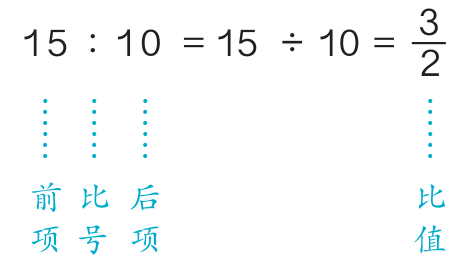 15 : 10 = 15 ÷ 10 = 3/2
前项 比号 后项 比值